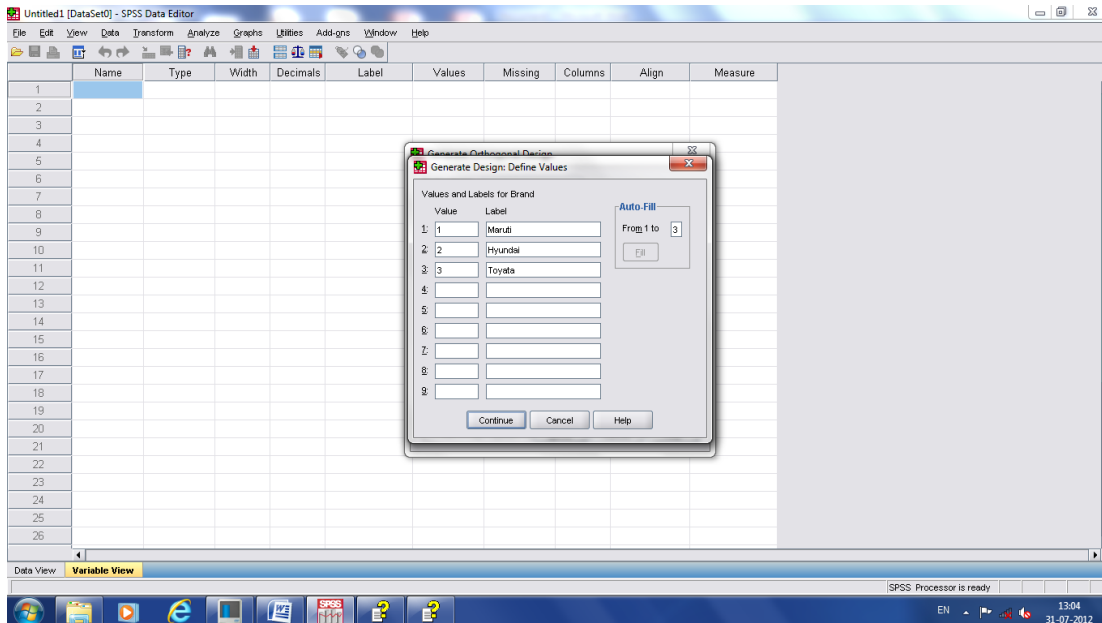 Untitled1 [DataSet0] - SPSS Data Editor
File Edit View Data Transform Analyze Graphs Utilities Add-ons Window Help
Name Type Width Decimals Label Values Missing Columns Align Measure
1
2
3
4
5
6
7
8
9
10
11
12
13
14
15
16
17
18
19
20
21
22
23
24
25
26
Generate Orthogonal Design
Generate Design: Define Values
Values and Labels for Brand
Value Label
Auto-Fill
1: 1 Maruti
From 1 to 3
2: 2 Hyundai
Fill
3: 3 Toyata
4:
5:
6:
7:
8:
9:
Continue Cancel Help
Data View Variable View
SPSS Processor is ready
SPSS
EN 13:04
31-07-2012